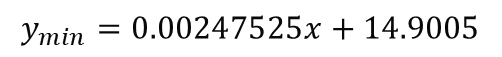 y_min = 0.00247525x + 14.9005